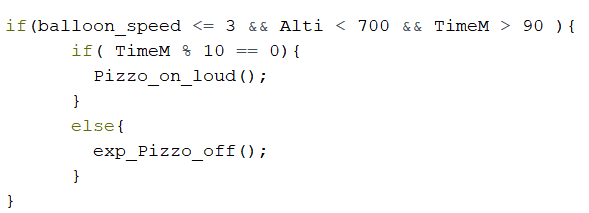 if(balloon_speed <= 3 && Alti < 700 && TimeM > 90 ){
if( TimeM % 10 == 0){
Pizzo_on_loud();
}
else{
exp_Pizzo_off();
}
}